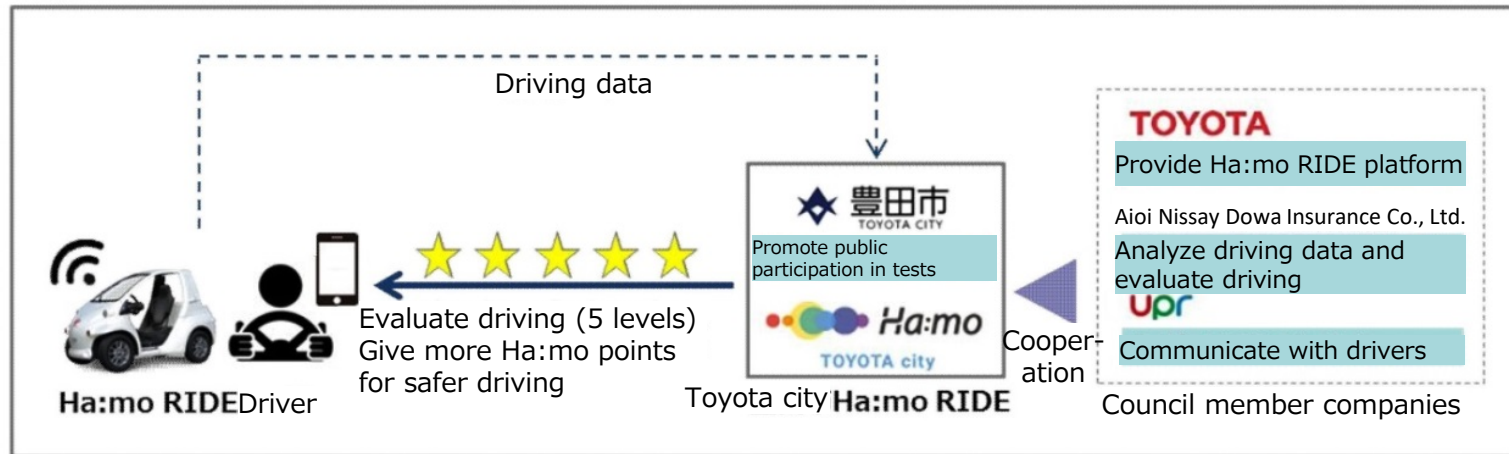 Driving data
TOYOTA
Provide Ha:mo RIDE platform
Aioi Nissay Dowa Insurance Co., Ltd.
Analyze driving data and
evaluate driving
upr
Communicate with drivers
Council member companies
Cooper-
ation
豊田市
TOYOTA CITY
Promote public
participation in tests
Ha:mo
TOYOTA city
Toyota city Ha:mo RIDE
Evaluate driving (5 levels)
Give more Ha:mo points
for safer driving
Ha:mo RIDE Driver